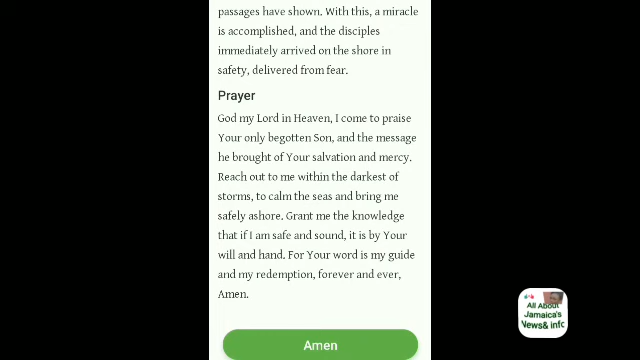 passages have shown. With this, a miracle
is accomplished, and the disciples
immediately arrived on the shore in
safety, delivered from fear.
Prayer
God my Lord in Heaven, I come to praise
Your only begotten Son, and the message
he brought of Your salvation and mercy.
Reach out to me within the darkest of
storms, to calm the seas and bring me
safely ashore. Grant me the knowledge
that if I am safe and sound, it is by Your
will and hand. For Your word is my guide
and my redemption, forever and ever,
Amen.
Amen
All About
Jamaica's
News& info